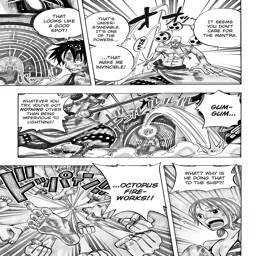 IT SEEMS
YOU DON'T
CARE FOR THE
MANTRA.
THAT'S
UNDER-
STANDABLE.
IT'S ONE
OF THE
POWERS...
...THAT
MAKE ME
INVINCIBLE!
THAT
LOOKS LIKE
A GOOD
SPOT!
GUM-
GUM...
WHATEVER YOU
TRY, YOU'VE GOT
NOTHING OTHER
THAN BEING
IMPERVIOUS TO
LIGHTNING!
WHAT? WHY IS
HE DOING THAT
TO THE SHIP?!
...OCTOPUS
FIRE-
WORKS!!